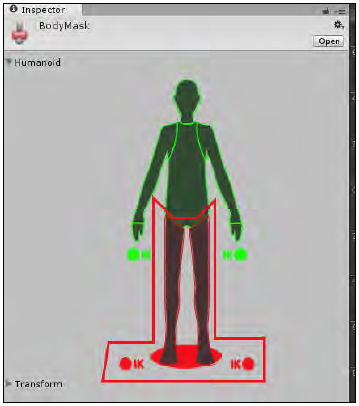 Inspector
BodyMask
Open
Humanoid
IK IK
IK IK
Transform